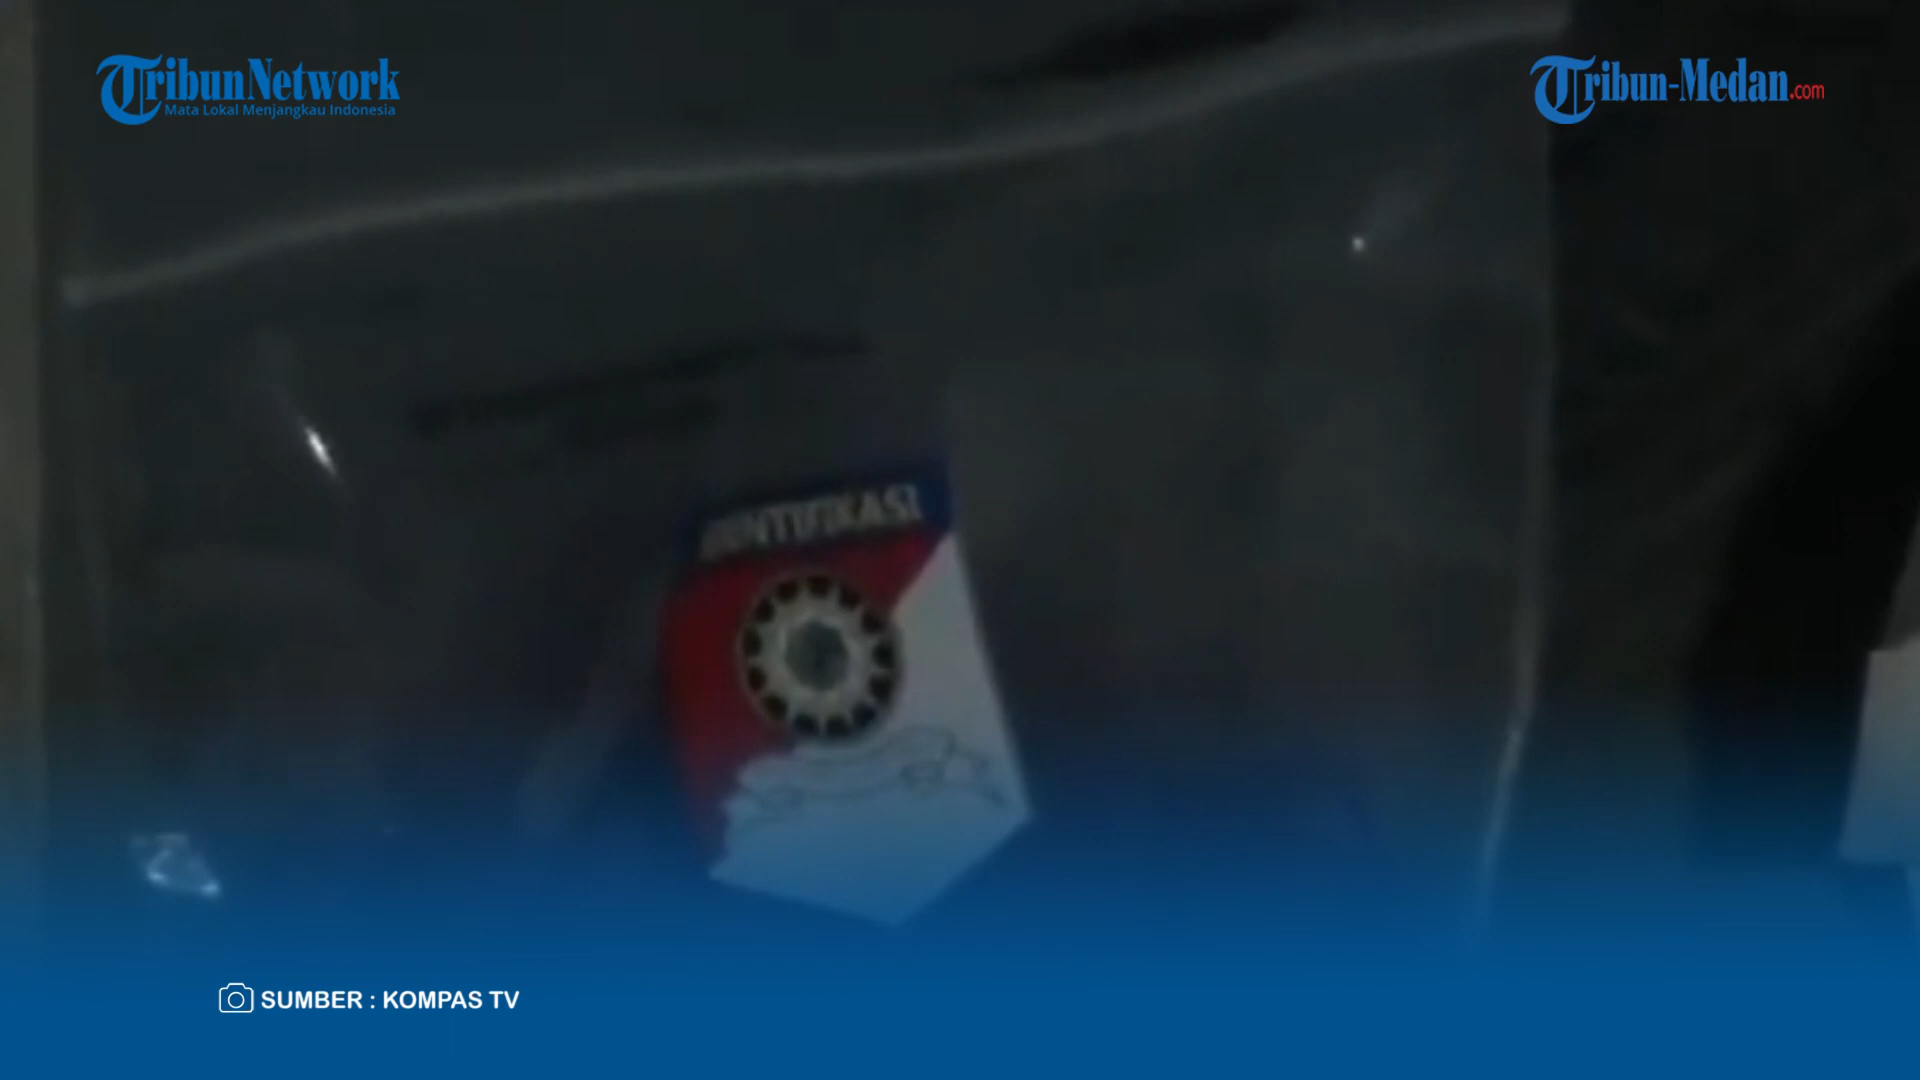 TribunNetwork
Mata Lokal Menjangkau Indonesia
Tribun-Medan.com
SUMBER : KOMPAS TV